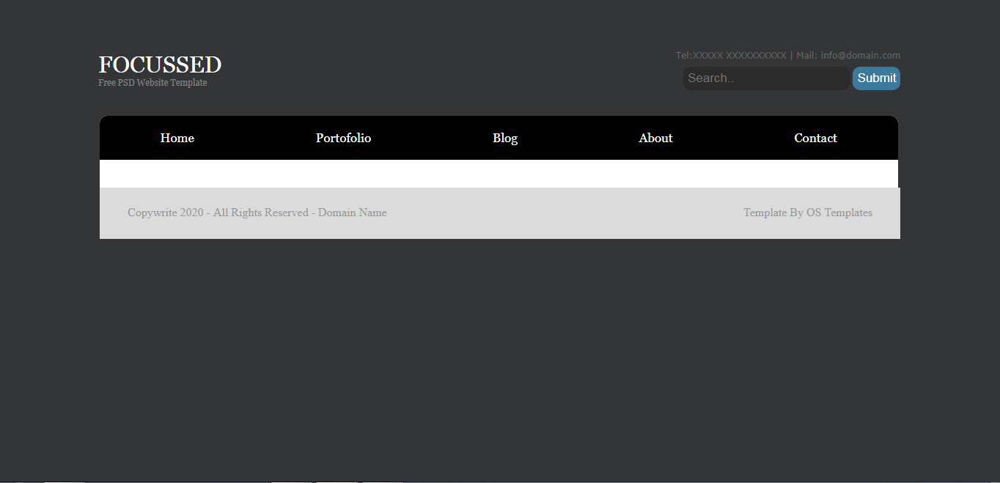 FOCUSSED
Free PSD Website Template
Tel:XXXXX XXXXXXXXXX | Mail: info@domain.com
Search..
Submit
Home Portofolio Blog About Contact
Copywrite 2020 - All Rights Reserved - Domain Name
Template By OS Templates